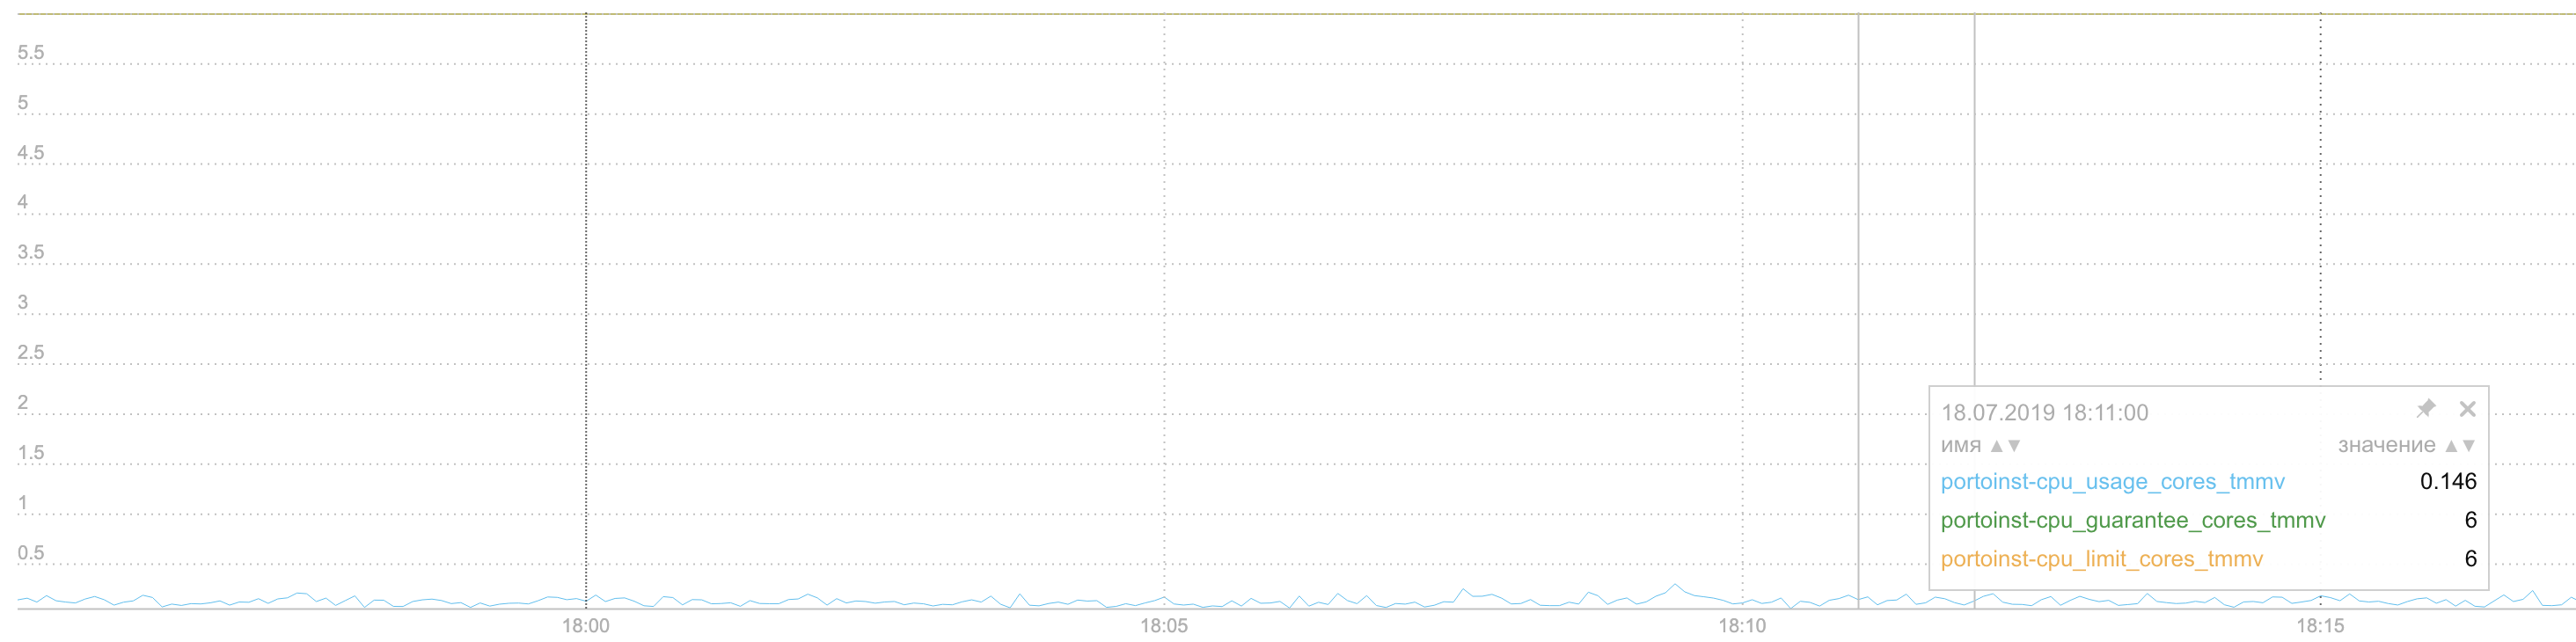 5.5
5
4.5
4
3.5
3
2.5
2
1.5
1
0.5
18:00 18:05 18:10 18:15
18.07.2019 18:11:00
имя ▲▼ значение ▲▼
portoinst-cpu_usage_cores_tmmv 0.146
portoinst-cpu_guarantee_cores_tmmv 6
portoinst-cpu_limit_cores_tmmv 6